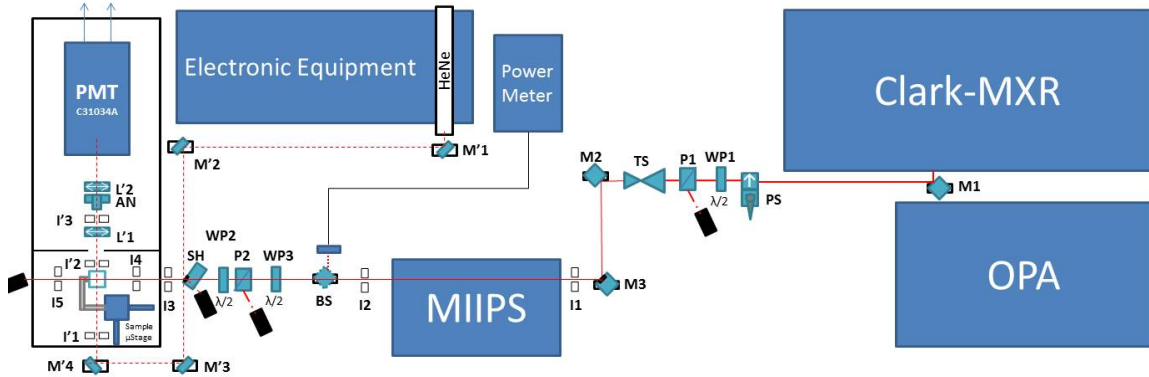 PMT
C31034A
Electronic Equipment
HeNe
Power
Meter
Clark-MXR
M'2
M'1
M2
TS
P1
WP1
λ/2
PS
M1
L'2
AN
I'3
L'1
WP2
SH
P2
WP3
I'2
I4
I5
I3
λ/2
λ/2
BS
I2
MIIPS
I1
M3
OPA
Sample
μStage
I'1
M'4
M'3